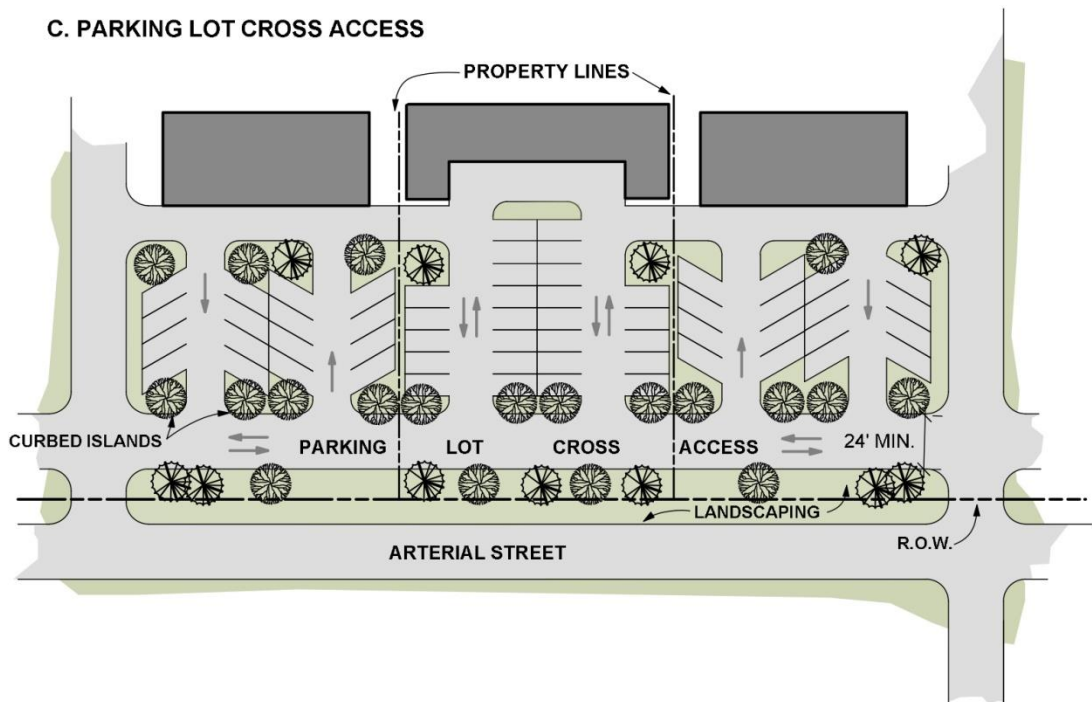 C. PARKING LOT CROSS ACCESS
PROPERTY LINES
CURBED ISLANDS
PARKING LOT CROSS ACCESS
24' MIN.
LANDSCAPING
R.O.W.
ARTERIAL STREET